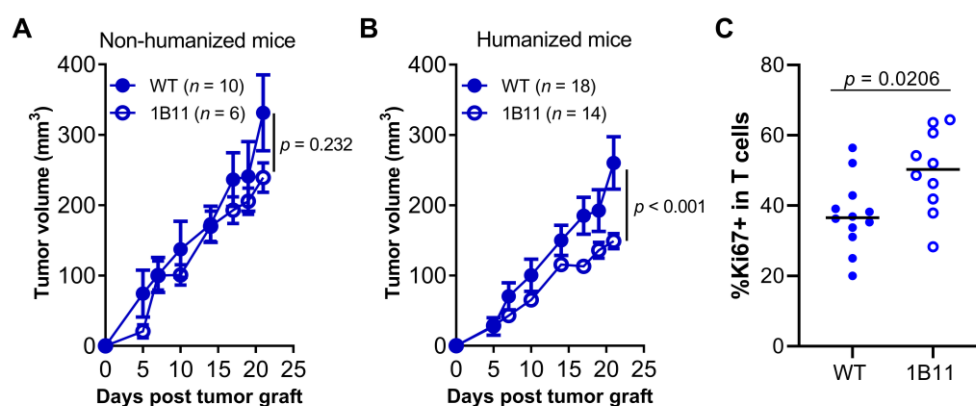 A
Non-humanized mice
Tumor volume (mm³)
400
300
200
100
0
WT (n = 10)
1B11 (n = 6)
p = 0.232
0 5 10 15 20 25
Days post tumor graft
B
Humanized mice
Tumor volume (mm³)
400
300
200
100
0
WT (n = 18)
1B11 (n = 14)
p < 0.001
0 5 10 15 20 25
Days post tumor graft
C
%Ki67+ in T cells
80
60
40
20
0
p = 0.0206
WT 1B11